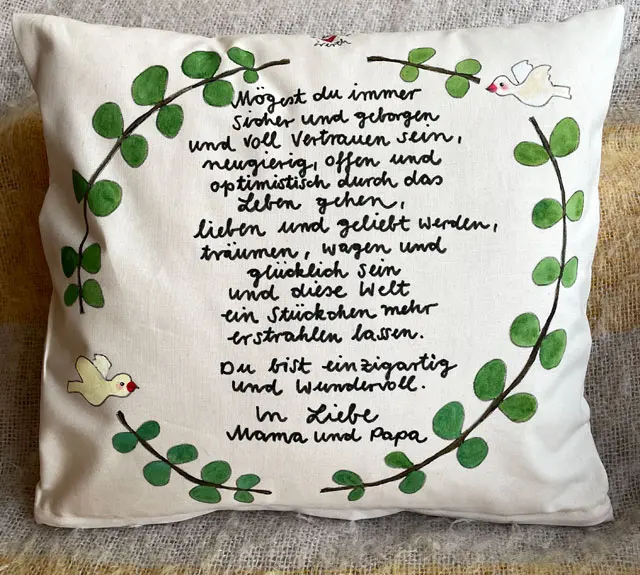 Mögest du immer
sicher und geborgen
und voll Vertrauen sein,
neugierig, offen und
optimistisch durch das
Leben gehen,
lieben und geliebt werden,
träumen, wagen und
glücklich sein
und diese Welt
ein Stückchen mehr
erstrahlen lassen.
Du bist einzigartig
und wundervoll.
In Liebe
Mama und Papa